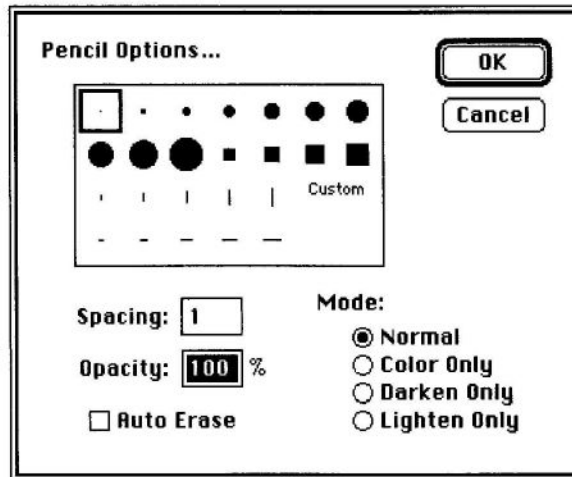 Pencil Options...
OK
Cancel
Custom
Spacing: 1
Opacity: 100 %
Auto Erase
Mode:
Normal
Color Only
Darken Only
Lighten Only